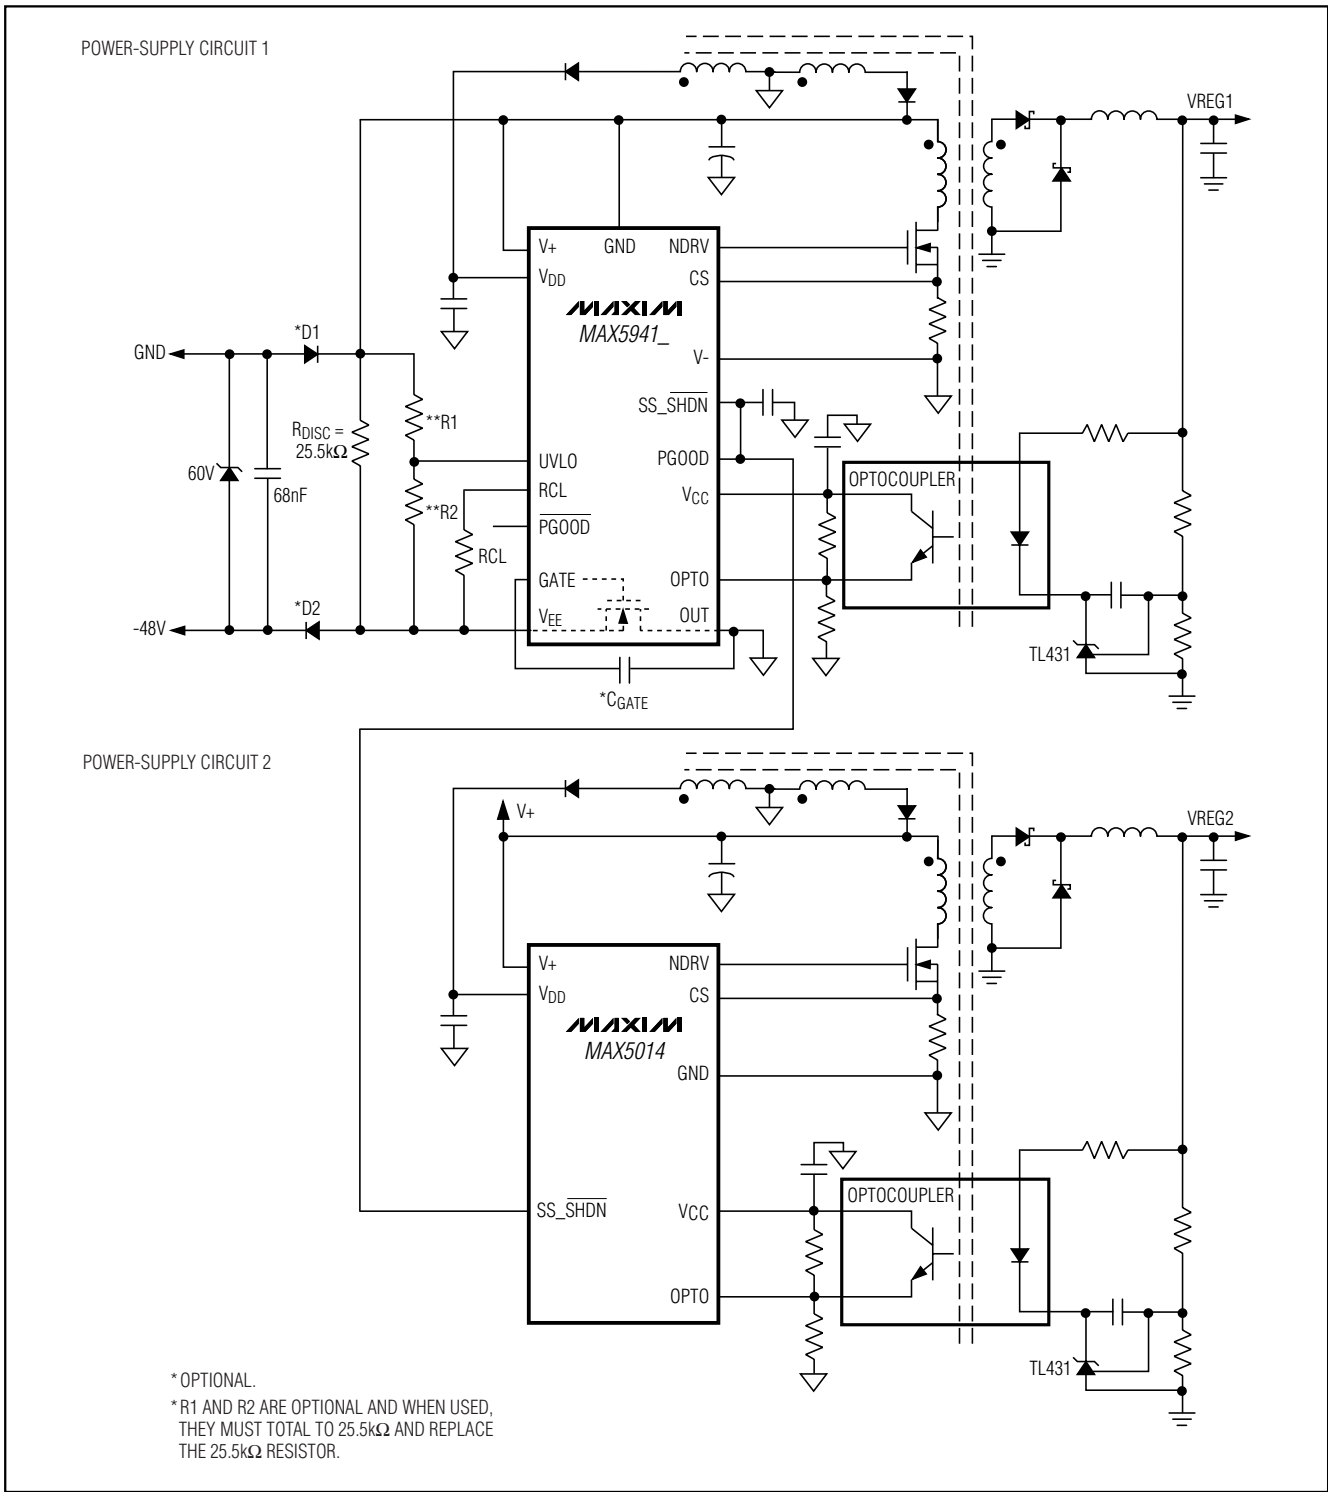 POWER-SUPPLY CIRCUIT 1
VREG1
V+
GND
NDRV
VDD
CS
MAXIM
MAX5941_
*D1
GND
V-
SS_SHDN
**R1
RDISC =
25.5kΩ
UVLO
PGOOD
60V
68nF
OPTOCOUPLER
RCL
VCC
**R2
PGOOD
RCL
GATE
OPTO
*D2
-48V
VEE
OUT
TL431
*CGATE
POWER-SUPPLY CIRCUIT 2
V+
VREG2
V+
NDRV
VDD
CS
MAXIM
MAX5014
GND
OPTOCOUPLER
SS_SHDN
VCC
OPTO
TL431
* OPTIONAL.
*R1 AND R2 ARE OPTIONAL AND WHEN USED,
THEY MUST TOTAL TO 25.5kΩ AND REPLACE
THE 25.5kΩ RESISTOR.